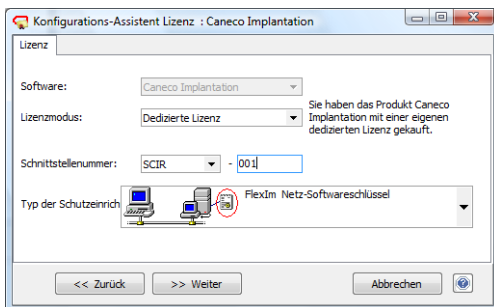 Konfigurations-Assistent Lizenz : Caneco Implantation
Lizenz
Software: Caneco Implantation
Lizenzmodus: Dedizierte Lizenz
Sie haben das Produkt Caneco
Implantation mit einer eigenen
dedizierten Lizenz gekauft.
Schnittstellenummer: SCIR - 001
Typ der Schutzeinrich FlexIm Netz-Softwareschlüssel
<< Zurück >> Weiter Abbrechen